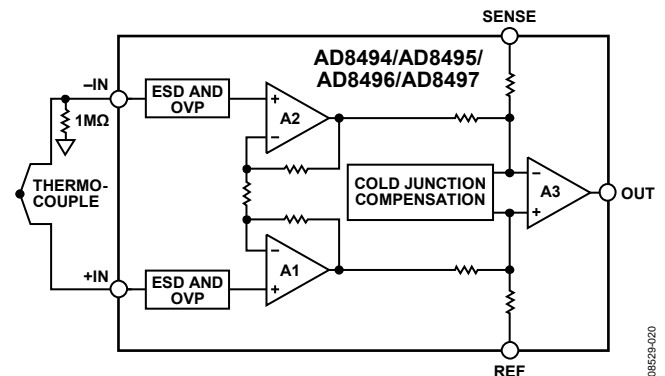 SENSE
AD8494/AD8495/
AD8496/AD8497
–IN
ESD AND
OVP
+
A2
–
1MΩ
THERMO-
COUPLE
COLD JUNCTION
COMPENSATION
–
A3
+
OUT
–
A1
+
+IN
ESD AND
OVP
REF
08529-020